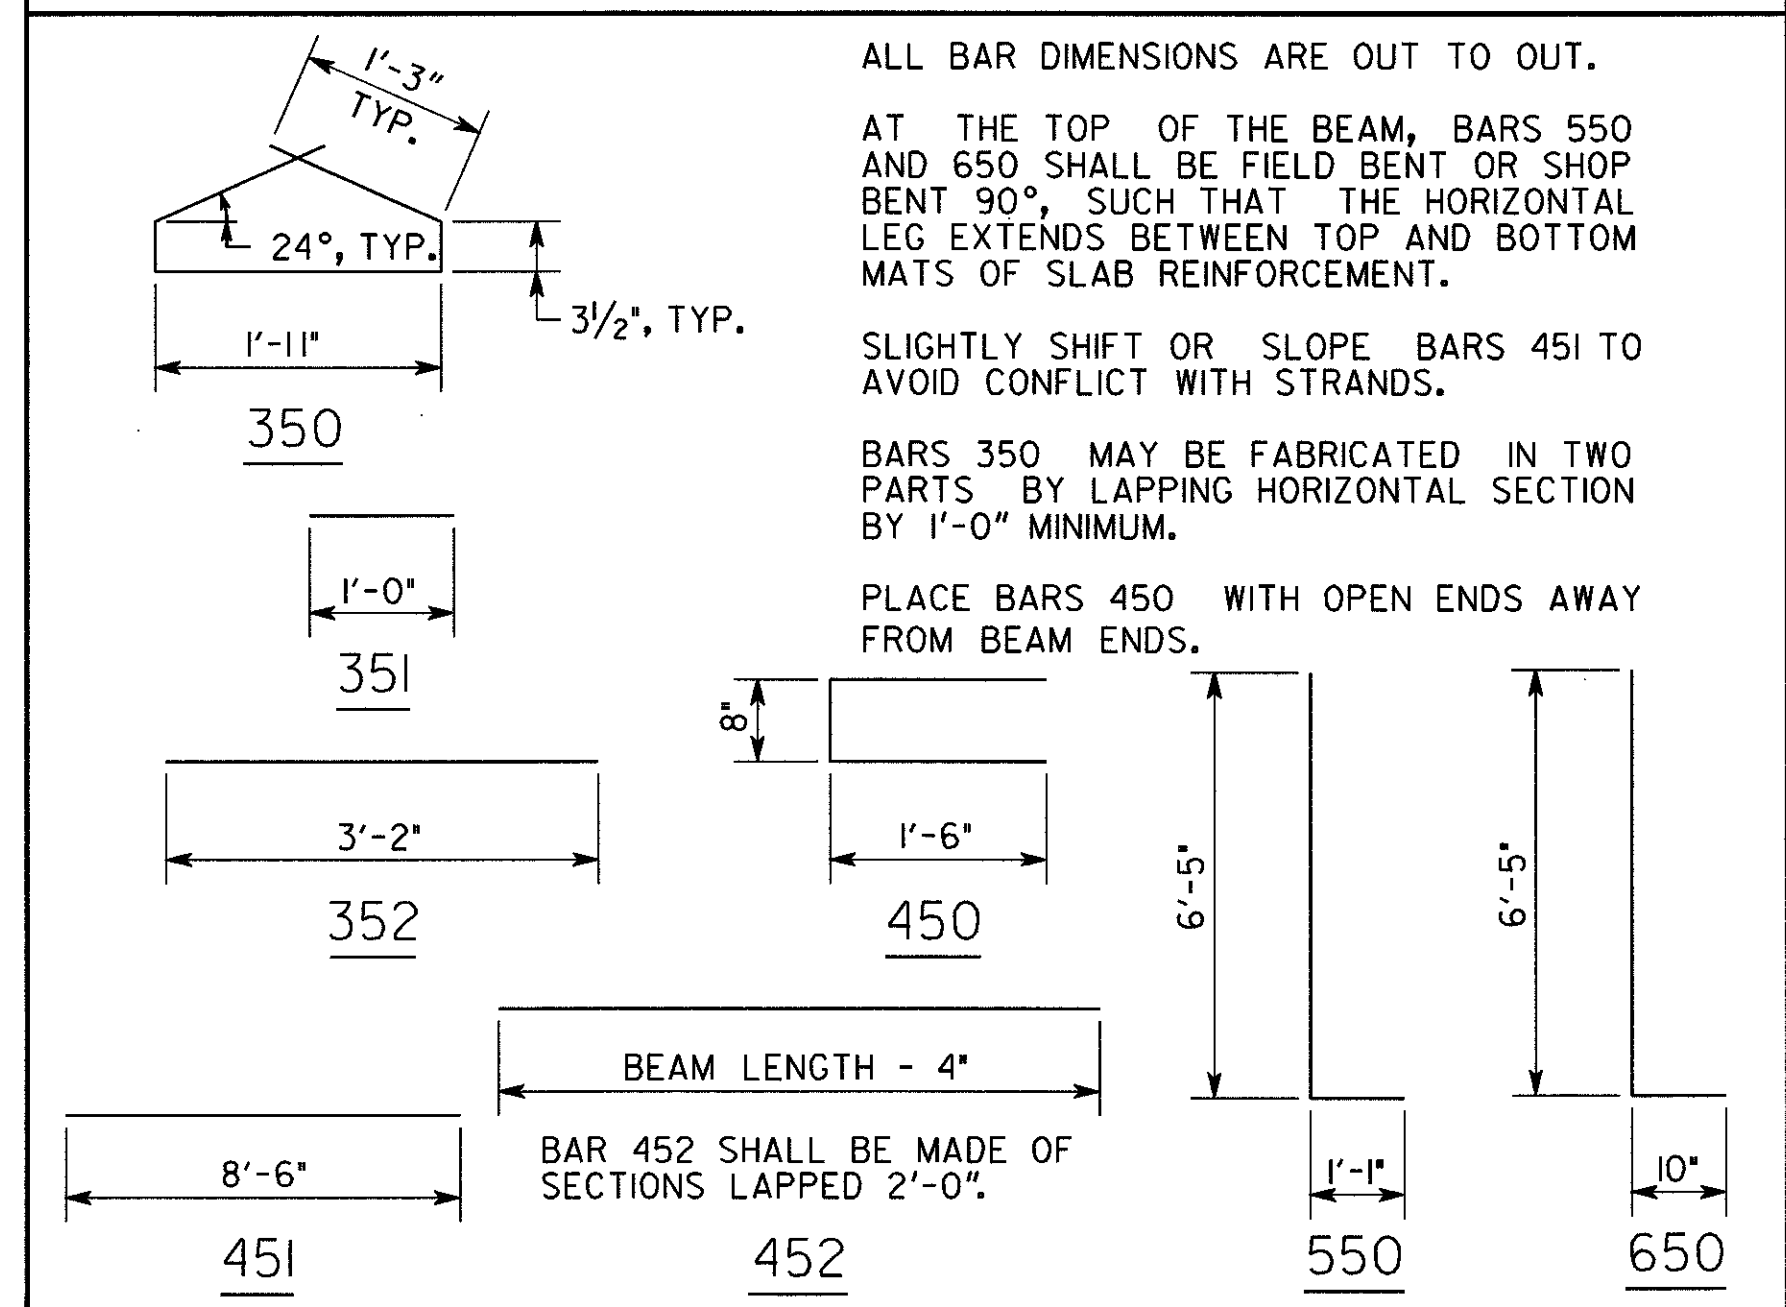 1'-3"
TYP.
24°, TYP.
3 1/2", TYP.
1'-11"
350
ALL BAR DIMENSIONS ARE OUT TO OUT.
AT THE TOP OF THE BEAM, BARS 550
AND 650 SHALL BE FIELD BENT OR SHOP
BENT 90°, SUCH THAT THE HORIZONTAL
LEG EXTENDS BETWEEN TOP AND BOTTOM
MATS OF SLAB REINFORCEMENT.
SLIGHTLY SHIFT OR SLOPE BARS 451 TO
AVOID CONFLICT WITH STRANDS.
BARS 350 MAY BE FABRICATED IN TWO
PARTS BY LAPPING HORIZONTAL SECTION
BY 1'-0" MINIMUM.
PLACE BARS 450 WITH OPEN ENDS AWAY
FROM BEAM ENDS.
1'-0"
351
3'-2"
352
8"
1'-6"
450
6'-5"
1'-1"
550
6'-5"
10"
650
8'-6"
451
BEAM LENGTH - 4"
BAR 452 SHALL BE MADE OF
SECTIONS LAPPED 2'-0".
452